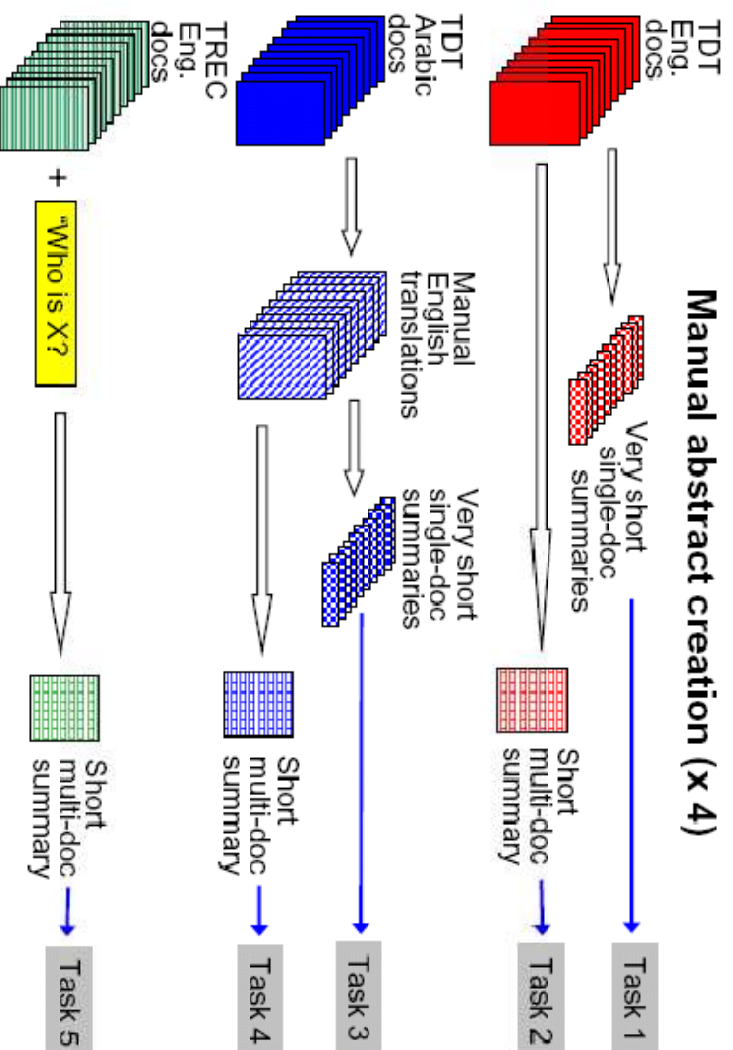 Manual abstract creation (x 4)
TDT
Eng.
docs
Very short
single-doc
summaries
Task 1
Short
multi-doc
summary
Task 2
TDT
Arabic
docs
Manual
English
translations
Very short
single-doc
summaries
Task 3
Short
multi-doc
summary
Task 4
TREC
Eng.
docs
+
"Who is X?
Short
multi-doc
summary
Task 5